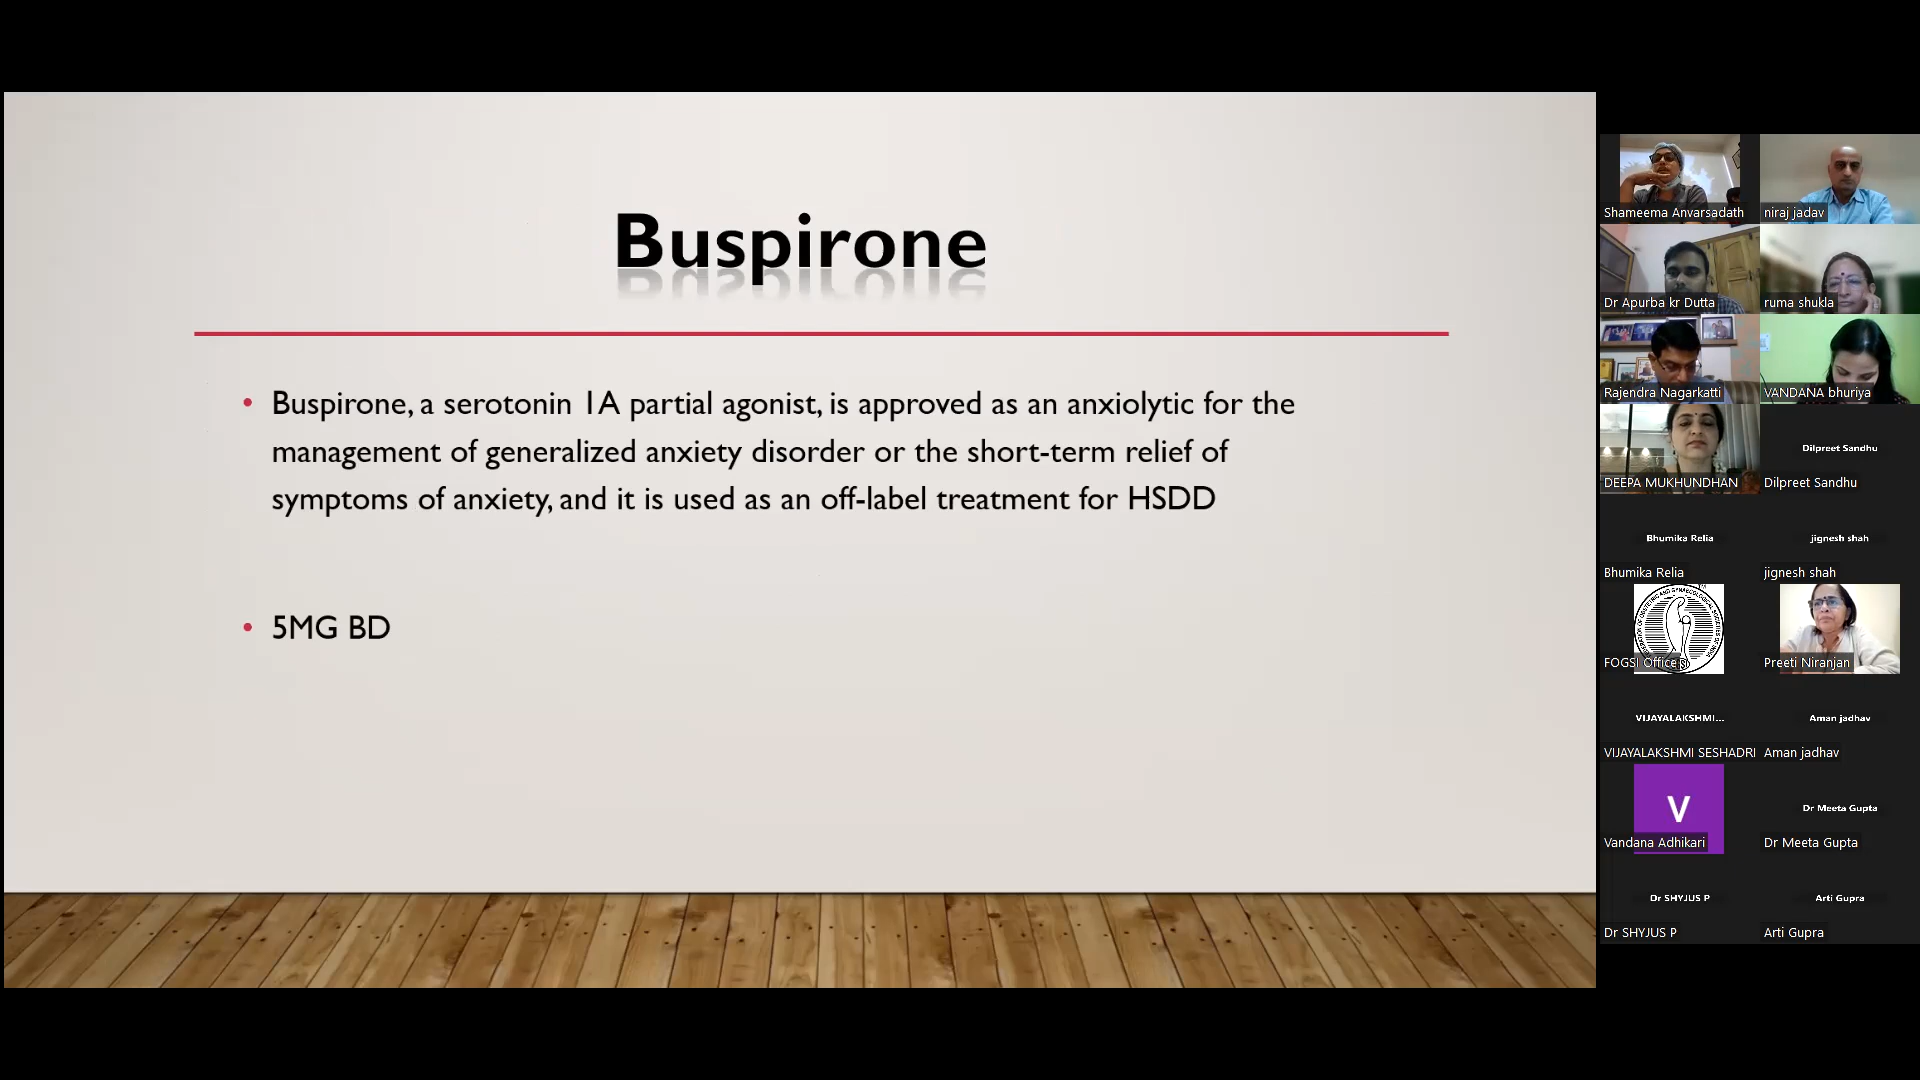 Buspirone
• Buspirone, a serotonin 1A partial agonist, is approved as an anxiolytic for the
management of generalized anxiety disorder or the short-term relief of
symptoms of anxiety, and it is used as an off-label treatment for HSDD
• 5MG BD
Shameema Anvarsadath
niraj jadav
Dr Apurba kr Dutta
ruma shukla
Rajendra Nagarkatti
VANDANA bhuriya
DEEPA MUKHUNDHAN
Dilpreet Sandhu
Dilpreet Sandhu
Bhumika Relia
Bhumika Relia
jignesh shah
jignesh shah
FOGSI Office
Preeti Niranjan
VIJAYALAKSHMI...
VIJAYALAKSHMI SESHADRI
Aman jadhav
Aman jadhav
V
Vandana Adhikari
Dr Meeta Gupta
Dr Meeta Gupta
Dr SHYJUS P
Dr SHYJUS P
Arti Gupra
Arti Gupra